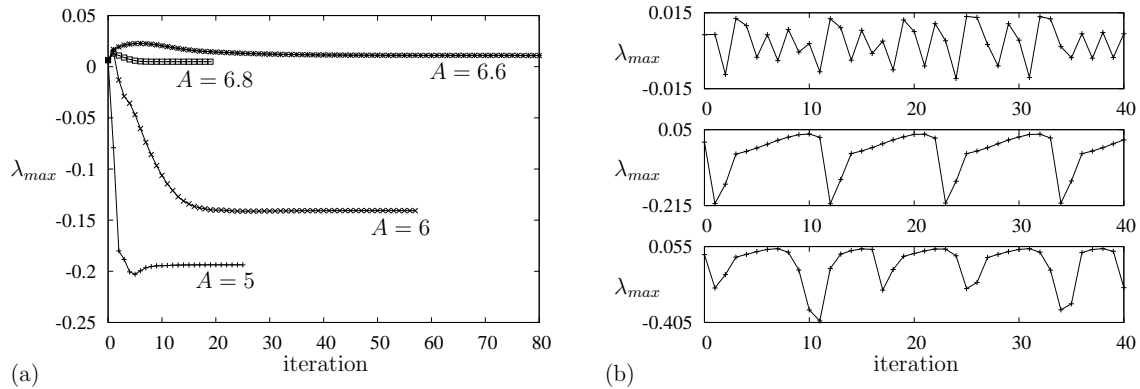 0.05
0
-0.05
-0.1
-0.15
-0.2
-0.25
λmax
A = 6.6
A = 6.8
A = 6
A = 5
0 10 20 30 40 50 60 70 80
iteration
(a)
0.015
λmax
-0.015
0 10 20 30 40
0.05
λmax
-0.215
0 10 20 30 40
0.055
λmax
-0.405
0 10 20 30 40
iteration
(b)